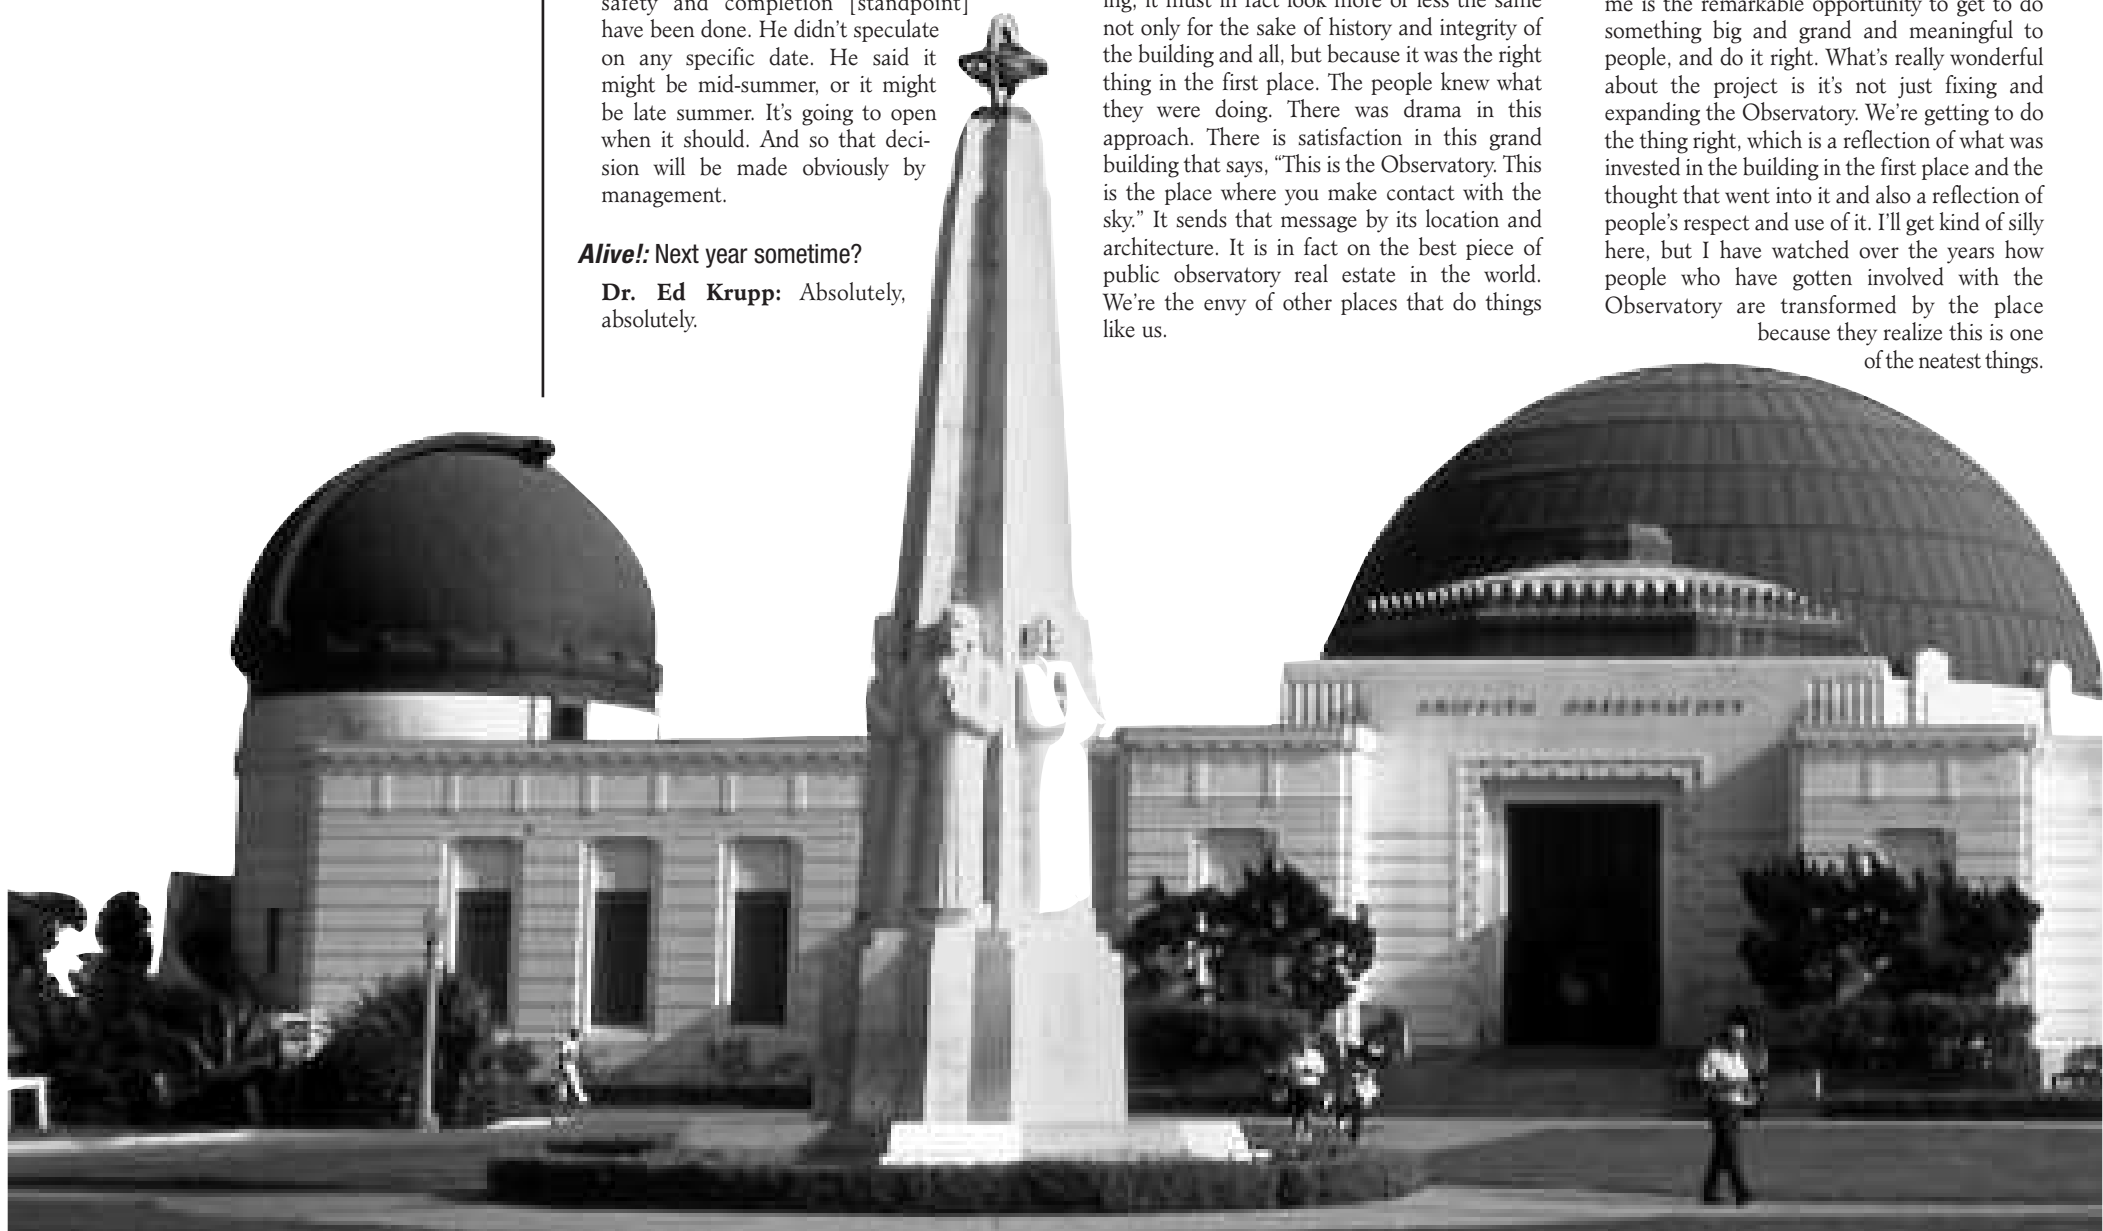 safety and completion [standpoint]
have been done. He didn’t speculate
on any specific date. He said it
might be mid-summer, or it might
be late summer. It’s going to open
when it should. And so that deci-
sion will be made obviously by
management.
Alive!: Next year sometime?
Dr. Ed Krupp: Absolutely,
absolutely.
ing, it must in fact look more or less the same
not only for the sake of history and integrity of
the building and all, but because it was the right
thing in the first place. The people knew what
they were doing. There was drama in this
approach. There is satisfaction in this grand
building that says, “This is the Observatory. This
is the place where you make contact with the
sky.” It sends that message by its location and
architecture. It is in fact on the best piece of
public observatory real estate in the world.
We’re the envy of other places that do things
like us.
me is the remarkable opportunity to get to do
something big and grand and meaningful to
people, and do it right. What’s really wonderful
about the project is it’s not just fixing and
expanding the Observatory. We’re getting to do
the thing right, which is a reflection of what was
invested in the building in the first place and the
thought that went into it and also a reflection of
people’s respect and use of it. I’ll get kind of silly
here, but I have watched over the years how
people who have gotten involved with the
Observatory are transformed by the place
because they realize this is one
of the neatest things.
GRIFFITH OBSERVATORY